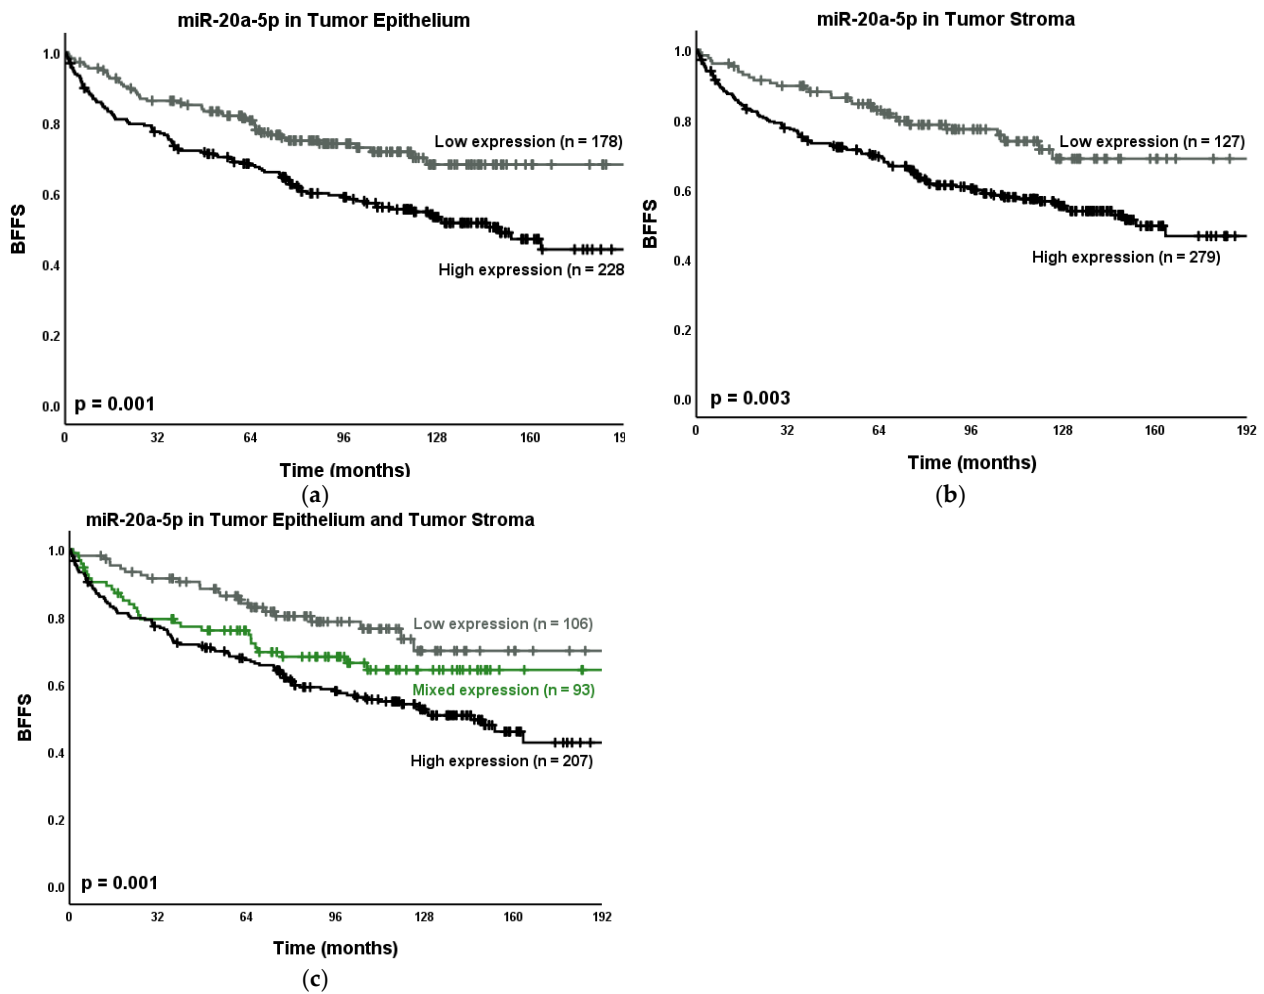 miR-20a-5p in Tumor Epithelium
1.0
0.8
0.6
0.4
0.2
0.0
BFFS
Low expression (n = 178)
High expression (n = 228
p = 0.001
0 32 64 96 128 160 19
Time (months)
(a)
miR-20a-5p in Tumor Stroma
1.0
0.8
0.6
0.4
0.2
0.0
BFFS
Low expression (n = 127)
High expression (n = 279)
p = 0.003
0 32 64 96 128 160 192
Time (months)
(b)
miR-20a-5p in Tumor Epithelium and Tumor Stroma
1.0
0.8
0.6
0.4
0.2
0.0
BFFS
Low expression (n = 106)
Mixed expression (n = 93)
High expression (n = 207)
p = 0.001
0 32 64 96 128 160 192
Time (months)
(c)